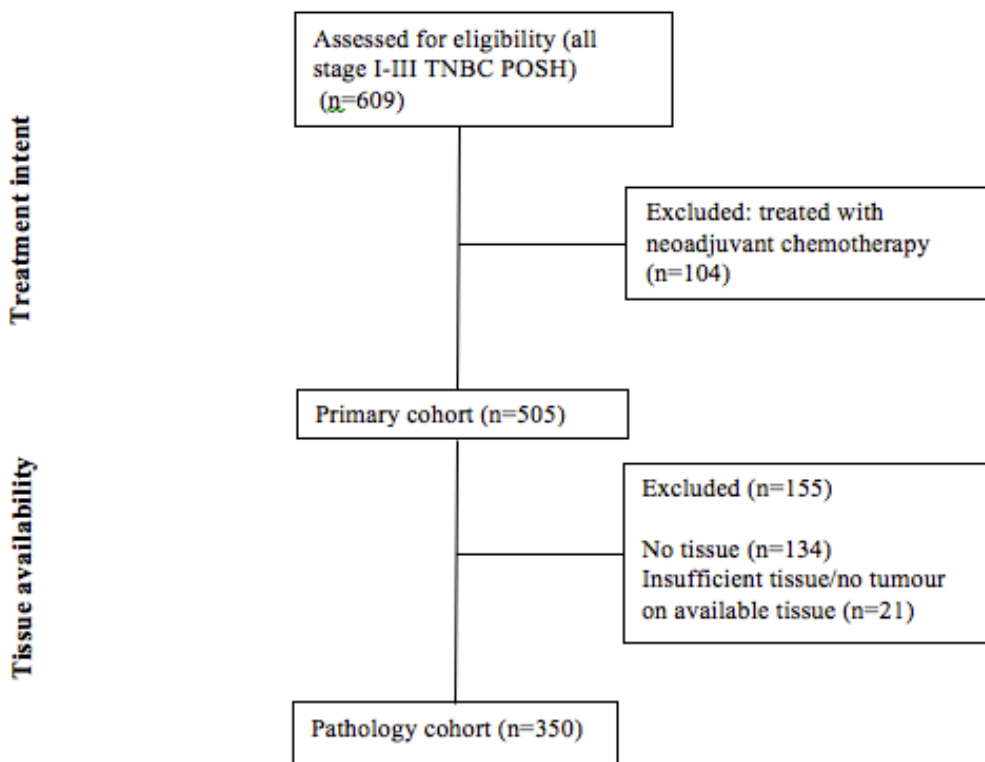 Assessed for eligibility (all
stage I-III TNBC POSH)
(n=609)
Treatment intent
Excluded: treated with
neoadjuvant chemotherapy
(n=104)
Primary cohort (n=505)
Tissue availability
Excluded (n=155)
No tissue (n=134)
Insufficient tissue/no tumour
on available tissue (n=21)
Pathology cohort (n=350)